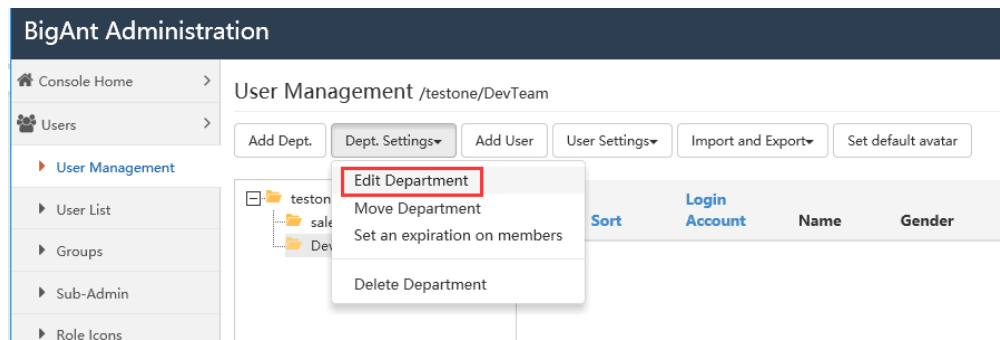 BigAnt Administration
Console Home
User Management /testone/DevTeam
Users
Add Dept. Dept. Settings Add User User Settings Import and Export Set default avatar
User Management
Edit Department
Move Department
Set an expiration on members
Delete Department
User List
Groups
Sub-Admin
Role Icons
Sort Login Account Name Gender